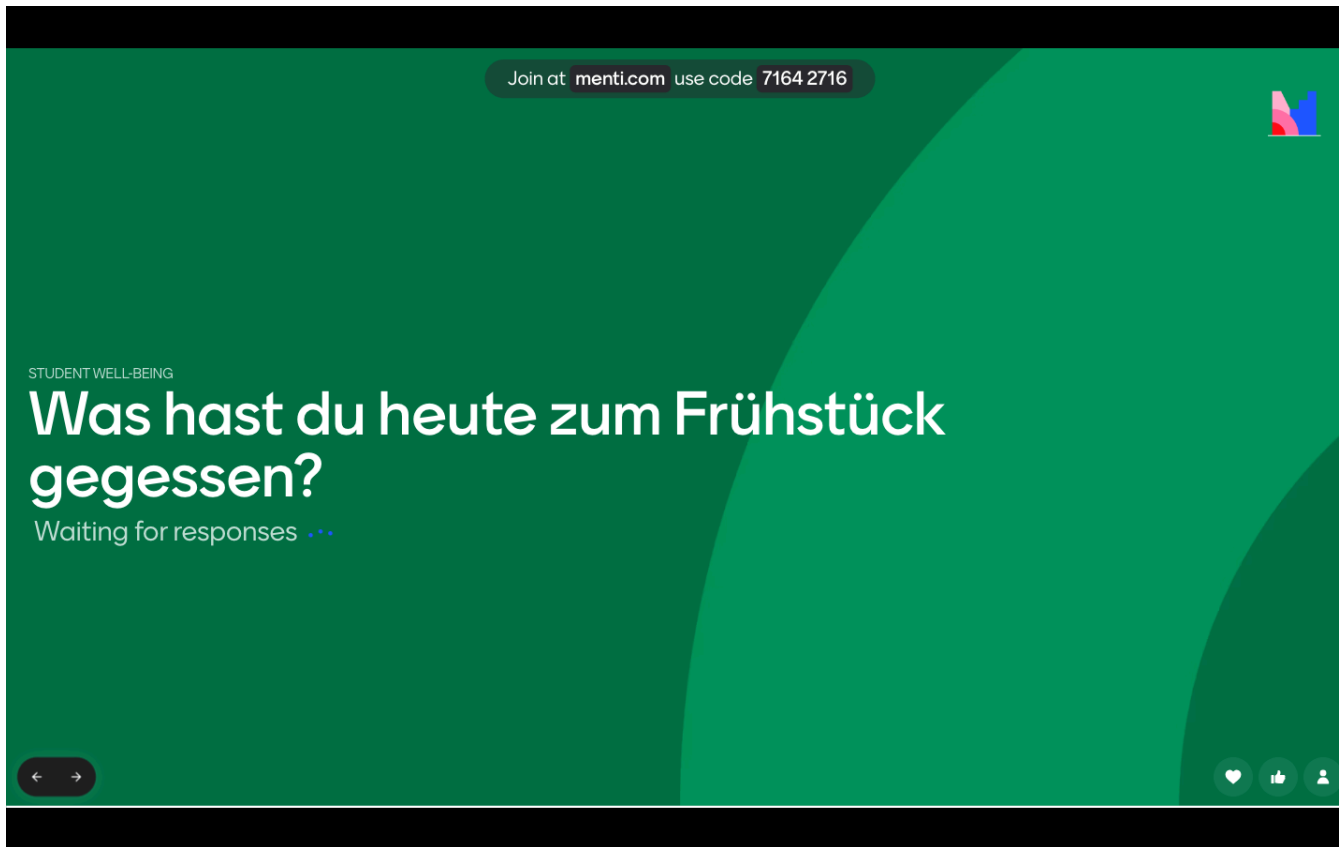 Join at menti.com use code 7164 2716
STUDENT WELL-BEING
Was hast du heute zum Frühstück
gegessen?
Waiting for responses